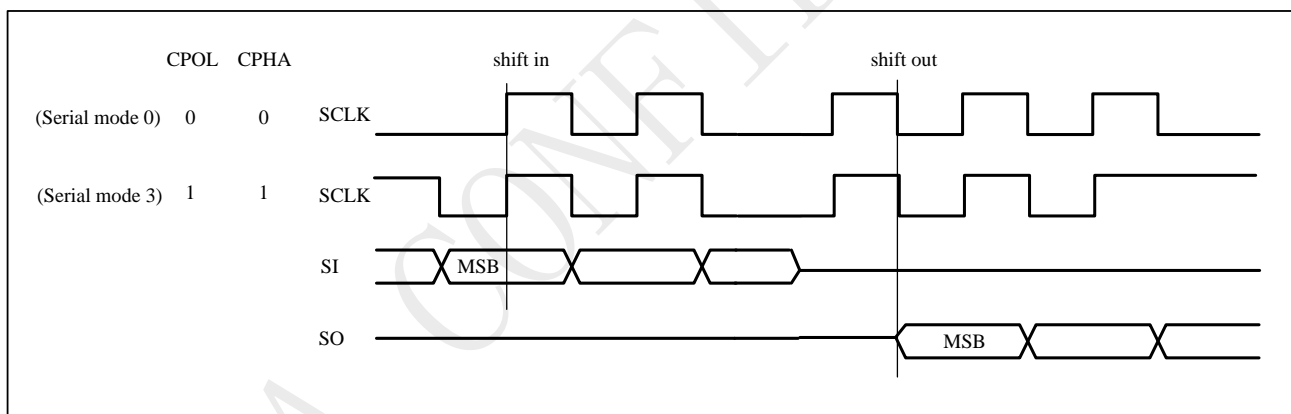 CPOL CPHA shift in shift out
(Serial mode 0) 0 0 SCLK
(Serial mode 3) 1 1 SCLK
SI MSB
SO MSB